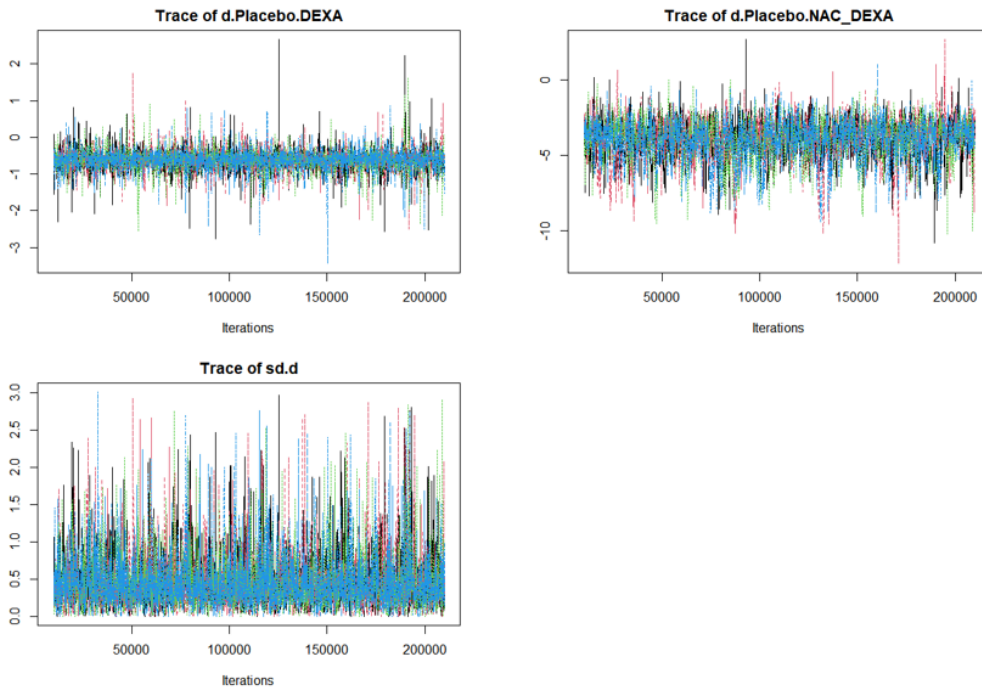 Trace of d.Placebo.DEXA
2
1
0
-1
-2
-3
50000 100000 150000 200000
Iterations
Trace of d.Placebo.NAC_DEXA
0
-5
-10
50000 100000 150000 200000
Iterations
Trace of sd.d
3.0
2.5
2.0
1.5
1.0
0.5
0.0
50000 100000 150000 200000
Iterations